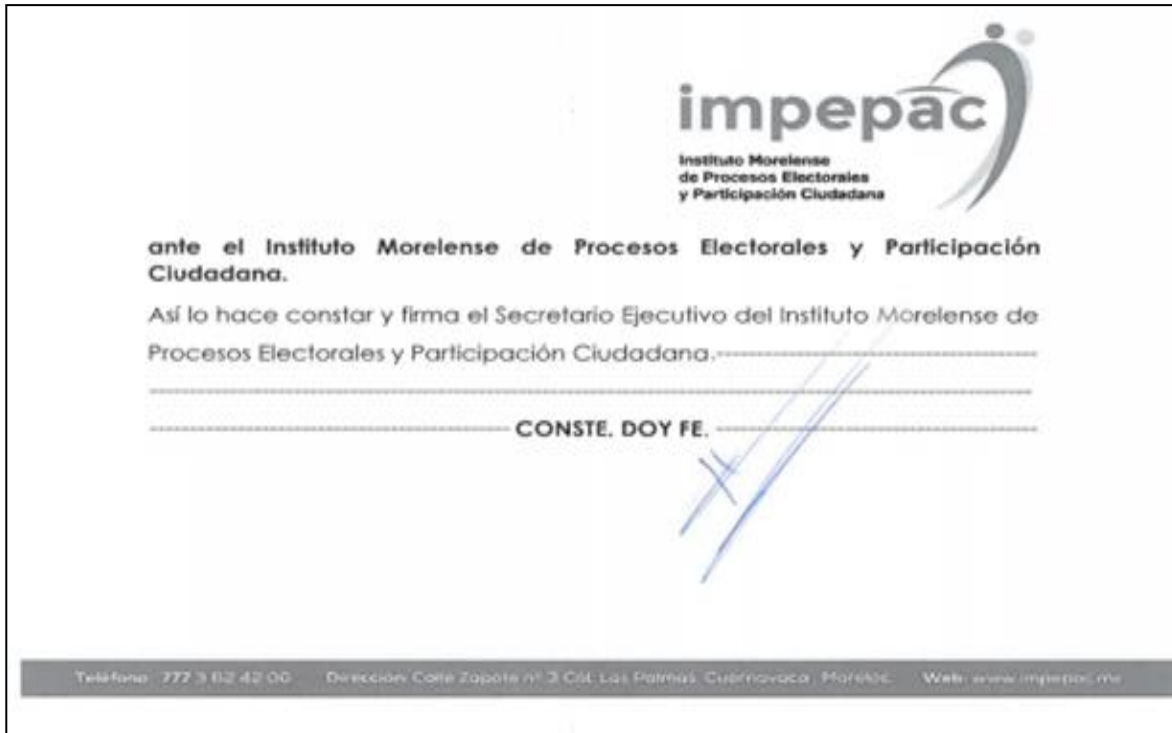 impepac
Instituto Morelense
de Procesos Electorales
y Participación Ciudadana
ante el Instituto Morelense de Procesos Electorales y Participación
Ciudadana.
Así lo hace constar y firma el Secretario Ejecutivo del Instituto Morelense de
Procesos Electorales y Participación Ciudadana.
CONSTE. DOY FE.
Teléfono: 777 3 62 42 00 Dirección: Calle Zapote nº 3 Col. Las Palmas, Cuernavaca, Morelos. Web: www.impepac.mx